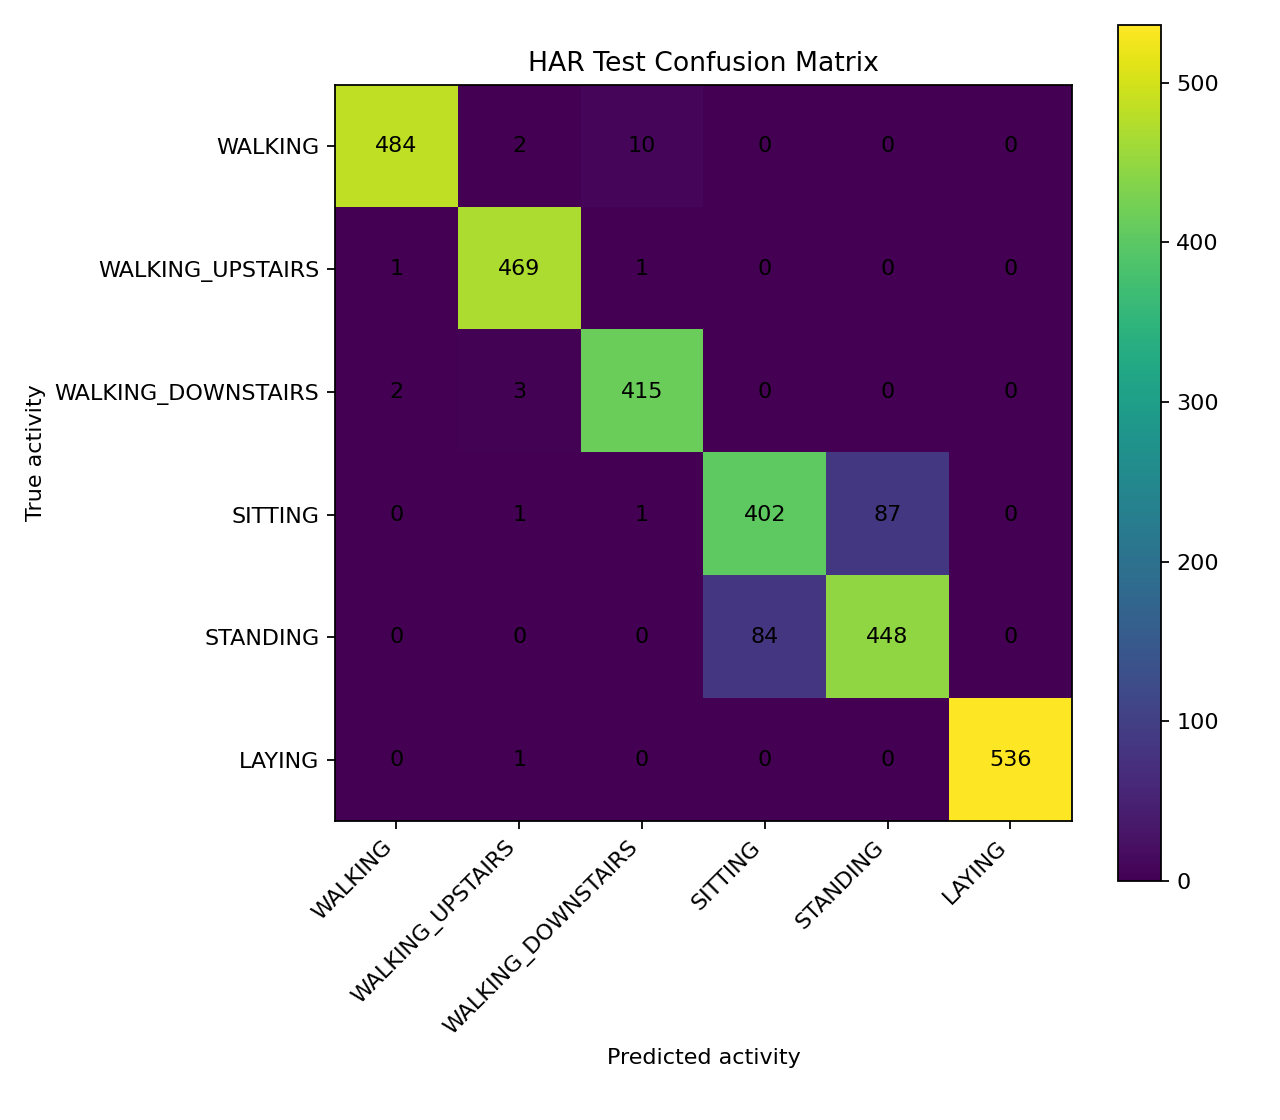 HAR Test Confusion Matrix
True activity
WALKING 484 2 10 0 0 0
WALKING_UPSTAIRS 1 469 1 0 0 0
WALKING_DOWNSTAIRS 2 3 415 0 0 0
SITTING 0 1 1 402 87 0
STANDING 0 0 0 84 448 0
LAYING 0 1 0 0 0 536
WALKING WALKING_UPSTAIRS WALKING_DOWNSTAIRS SITTING STANDING LAYING
Predicted activity
500
400
300
200
100
0